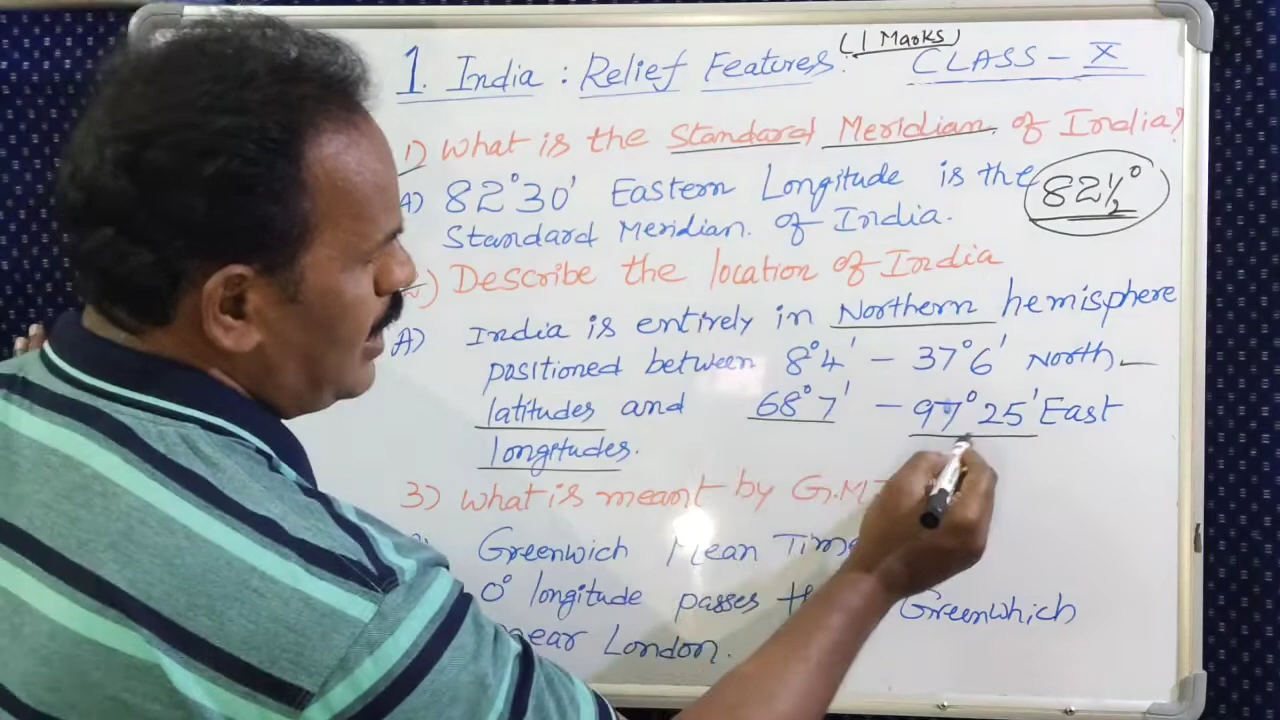 (1 Marks)
1. India : Relief Features. CLASS - X
1) What is the Standard Meridian of India?
A) 82°30' Eastern Longitude is the 82½°
Standard Meridian of India.
) Describe the location of India
A) India is entirely in Northern hemisphere
positioned between 8°4' - 37°6' North
latitudes and 68°7' - 97°25' East
longitudes.
3) What is meant by G.M
Greenwich Mean Time
0° longitude passes Greenwhich
near London.